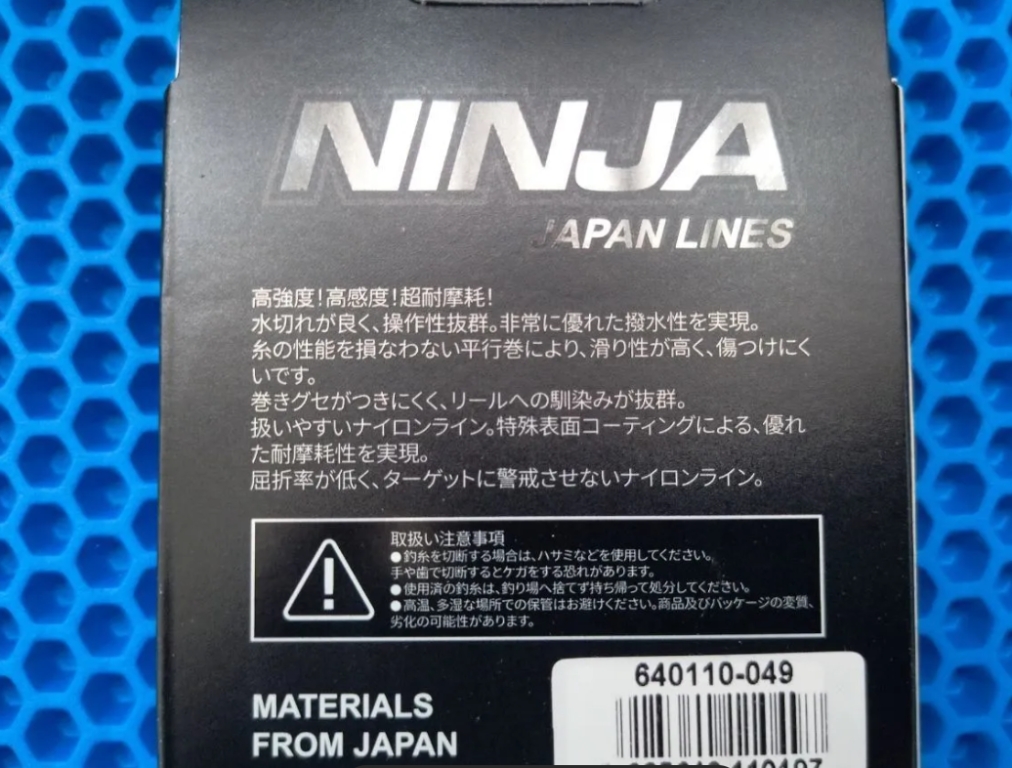 NINJA
JAPAN LINES
高強度!高感度!超耐摩耗!
水切れが良く、操作性抜群。非常に優れた撥水性を実現。
糸の性能を損なわない平行巻により、滑り性が高く、傷つけにく
いです。
巻きグセがつきにくく、リールへの馴染みが抜群。
扱いやすいナイロンライン。特殊表面コーティングによる、優れ
た耐摩耗性を実現。
屈折率が低く、ターゲットに警戒させないナイロンライン。
取扱い注意事項
●釣糸を切断する場合は、ハサミなどを使用してください。
手や歯で切断するとケガをする恐れがあります。
●使用済の釣糸は、釣り場へ捨てず持ち帰って処分してください。
●高温、多湿な場所での保管はお避けください。商品及びパッケージの変質、
劣化の可能性があります。
640110-049
MATERIALS
FROM JAPAN